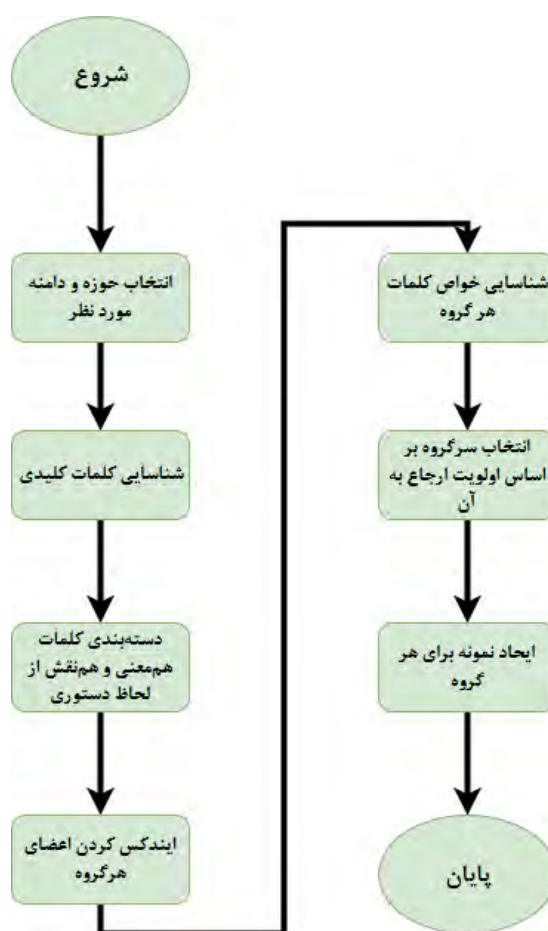 شروع
انتخاب حوزه و دامنه
مورد نظر
شناسایی کلمات کلیدی
دسته‌بندی کلمات
هم‌معنی و هم‌نقش از
لحاظ دستوری
ایندکس کردن اعضای
هرگروه
شناسایی خواص کلمات
هر گروه
انتخاب سرگروه بر
اساس اولویت ارجاع به
آن
ایجاد نمونه برای هر
گروه
پایان